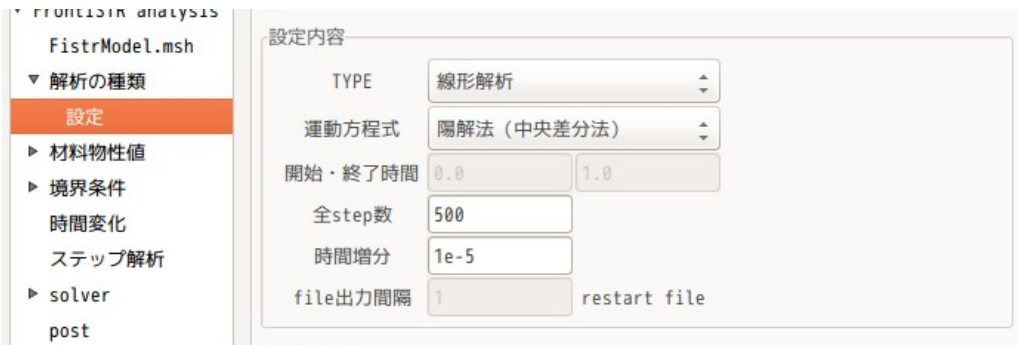 FrontISTR analysis
FistrModel.msh
解析の種類
設定
材料物性値
境界条件
時間変化
ステップ解析
solver
post
設定内容
TYPE 線形解析
運動方程式 陽解法（中央差分法）
開始・終了時間 0.0 1.0
全step数 500
時間増分 1e-5
file出力間隔 1 restart file